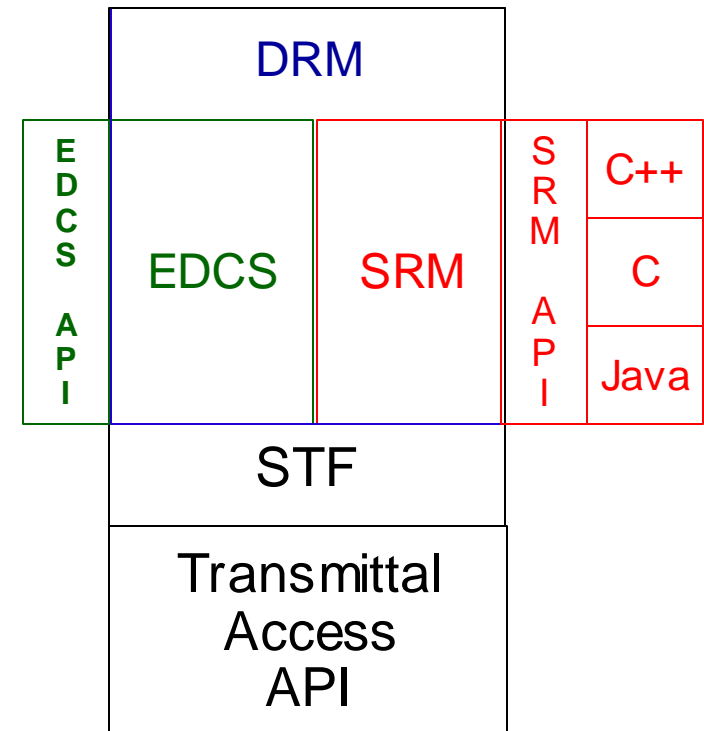 DRM
EDCS API
EDCS
SRM
SRM API
C++
C
Java
STF
Transmittal
Access
API